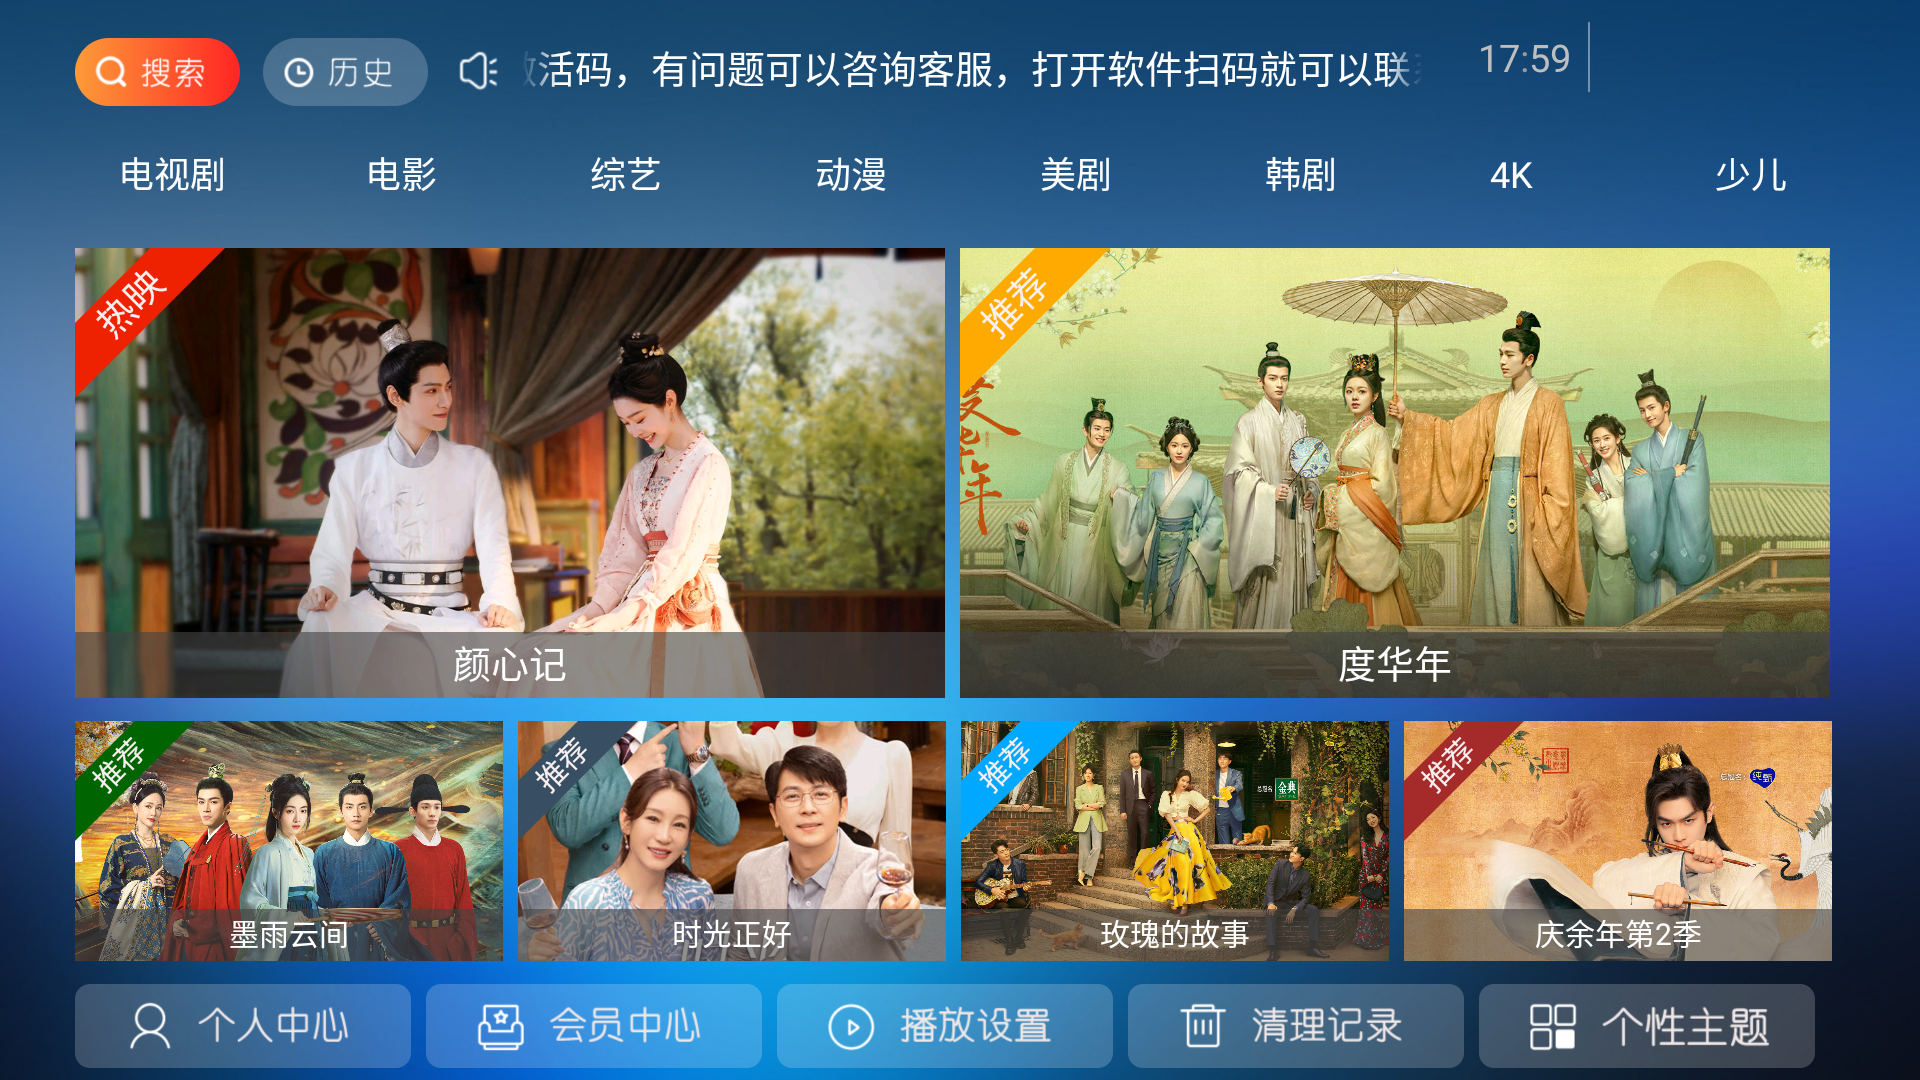 搜索
历史
活码，有问题可以咨询客服，打开软件扫码就可以联
17:59
电视剧
电影
综艺
动漫
美剧
韩剧
4K
少儿
热映
颜心记
推荐
度华年
推荐
墨雨云间
推荐
时光正好
推荐
金典
玫瑰的故事
推荐
纯甄
庆余年第2季
个人中心
会员中心
播放设置
清理记录
个性主题